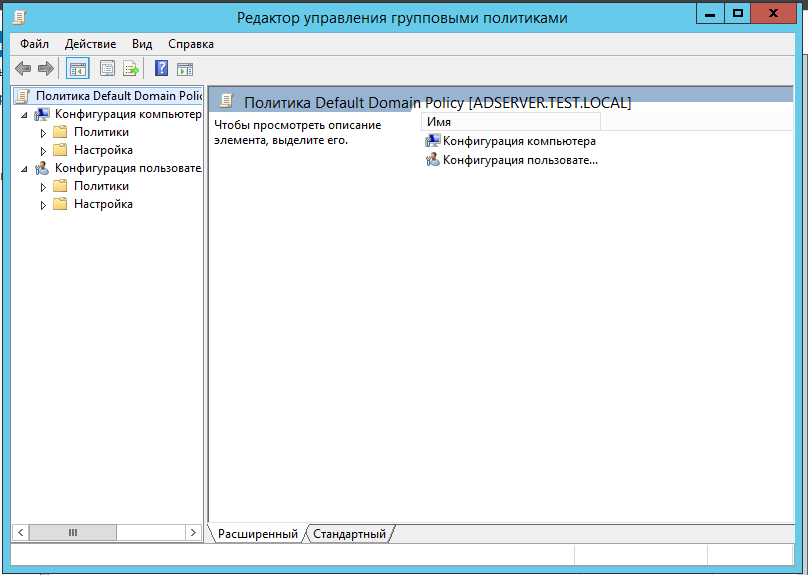 Редактор управления групповыми политиками
Файл Действие Вид Справка
Политика Default Domain Polic
Конфигурация компьютер
Политики
Настройка
Конфигурация пользовате
Политики
Настройка
Политика Default Domain Policy [ADSERVER.TEST.LOCAL]
Чтобы просмотреть описание
элемента, выделите его.
Имя
Конфигурация компьютера
Конфигурация пользовате...
Расширенный Стандартный